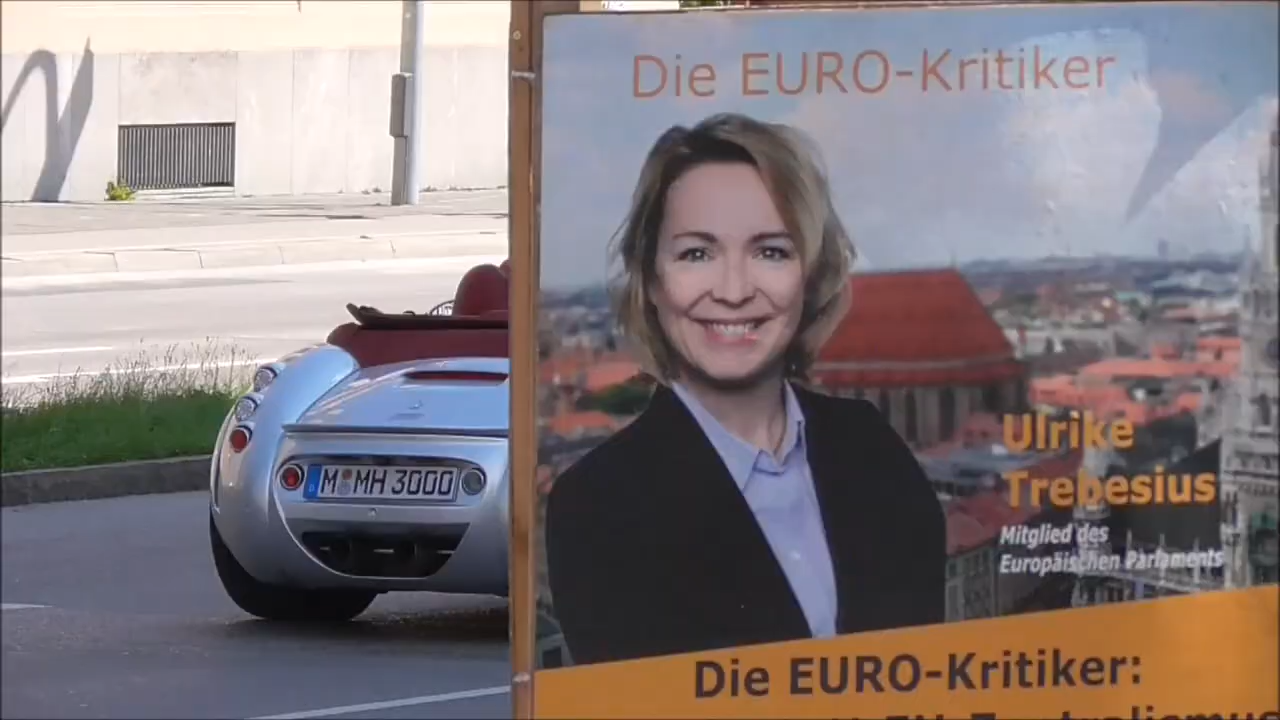 Die EURO-Kritiker
M MH 3000
Ulrike
Trebesius
Mitglied des
Europäischen Parlaments
Die EURO-Kritiker: